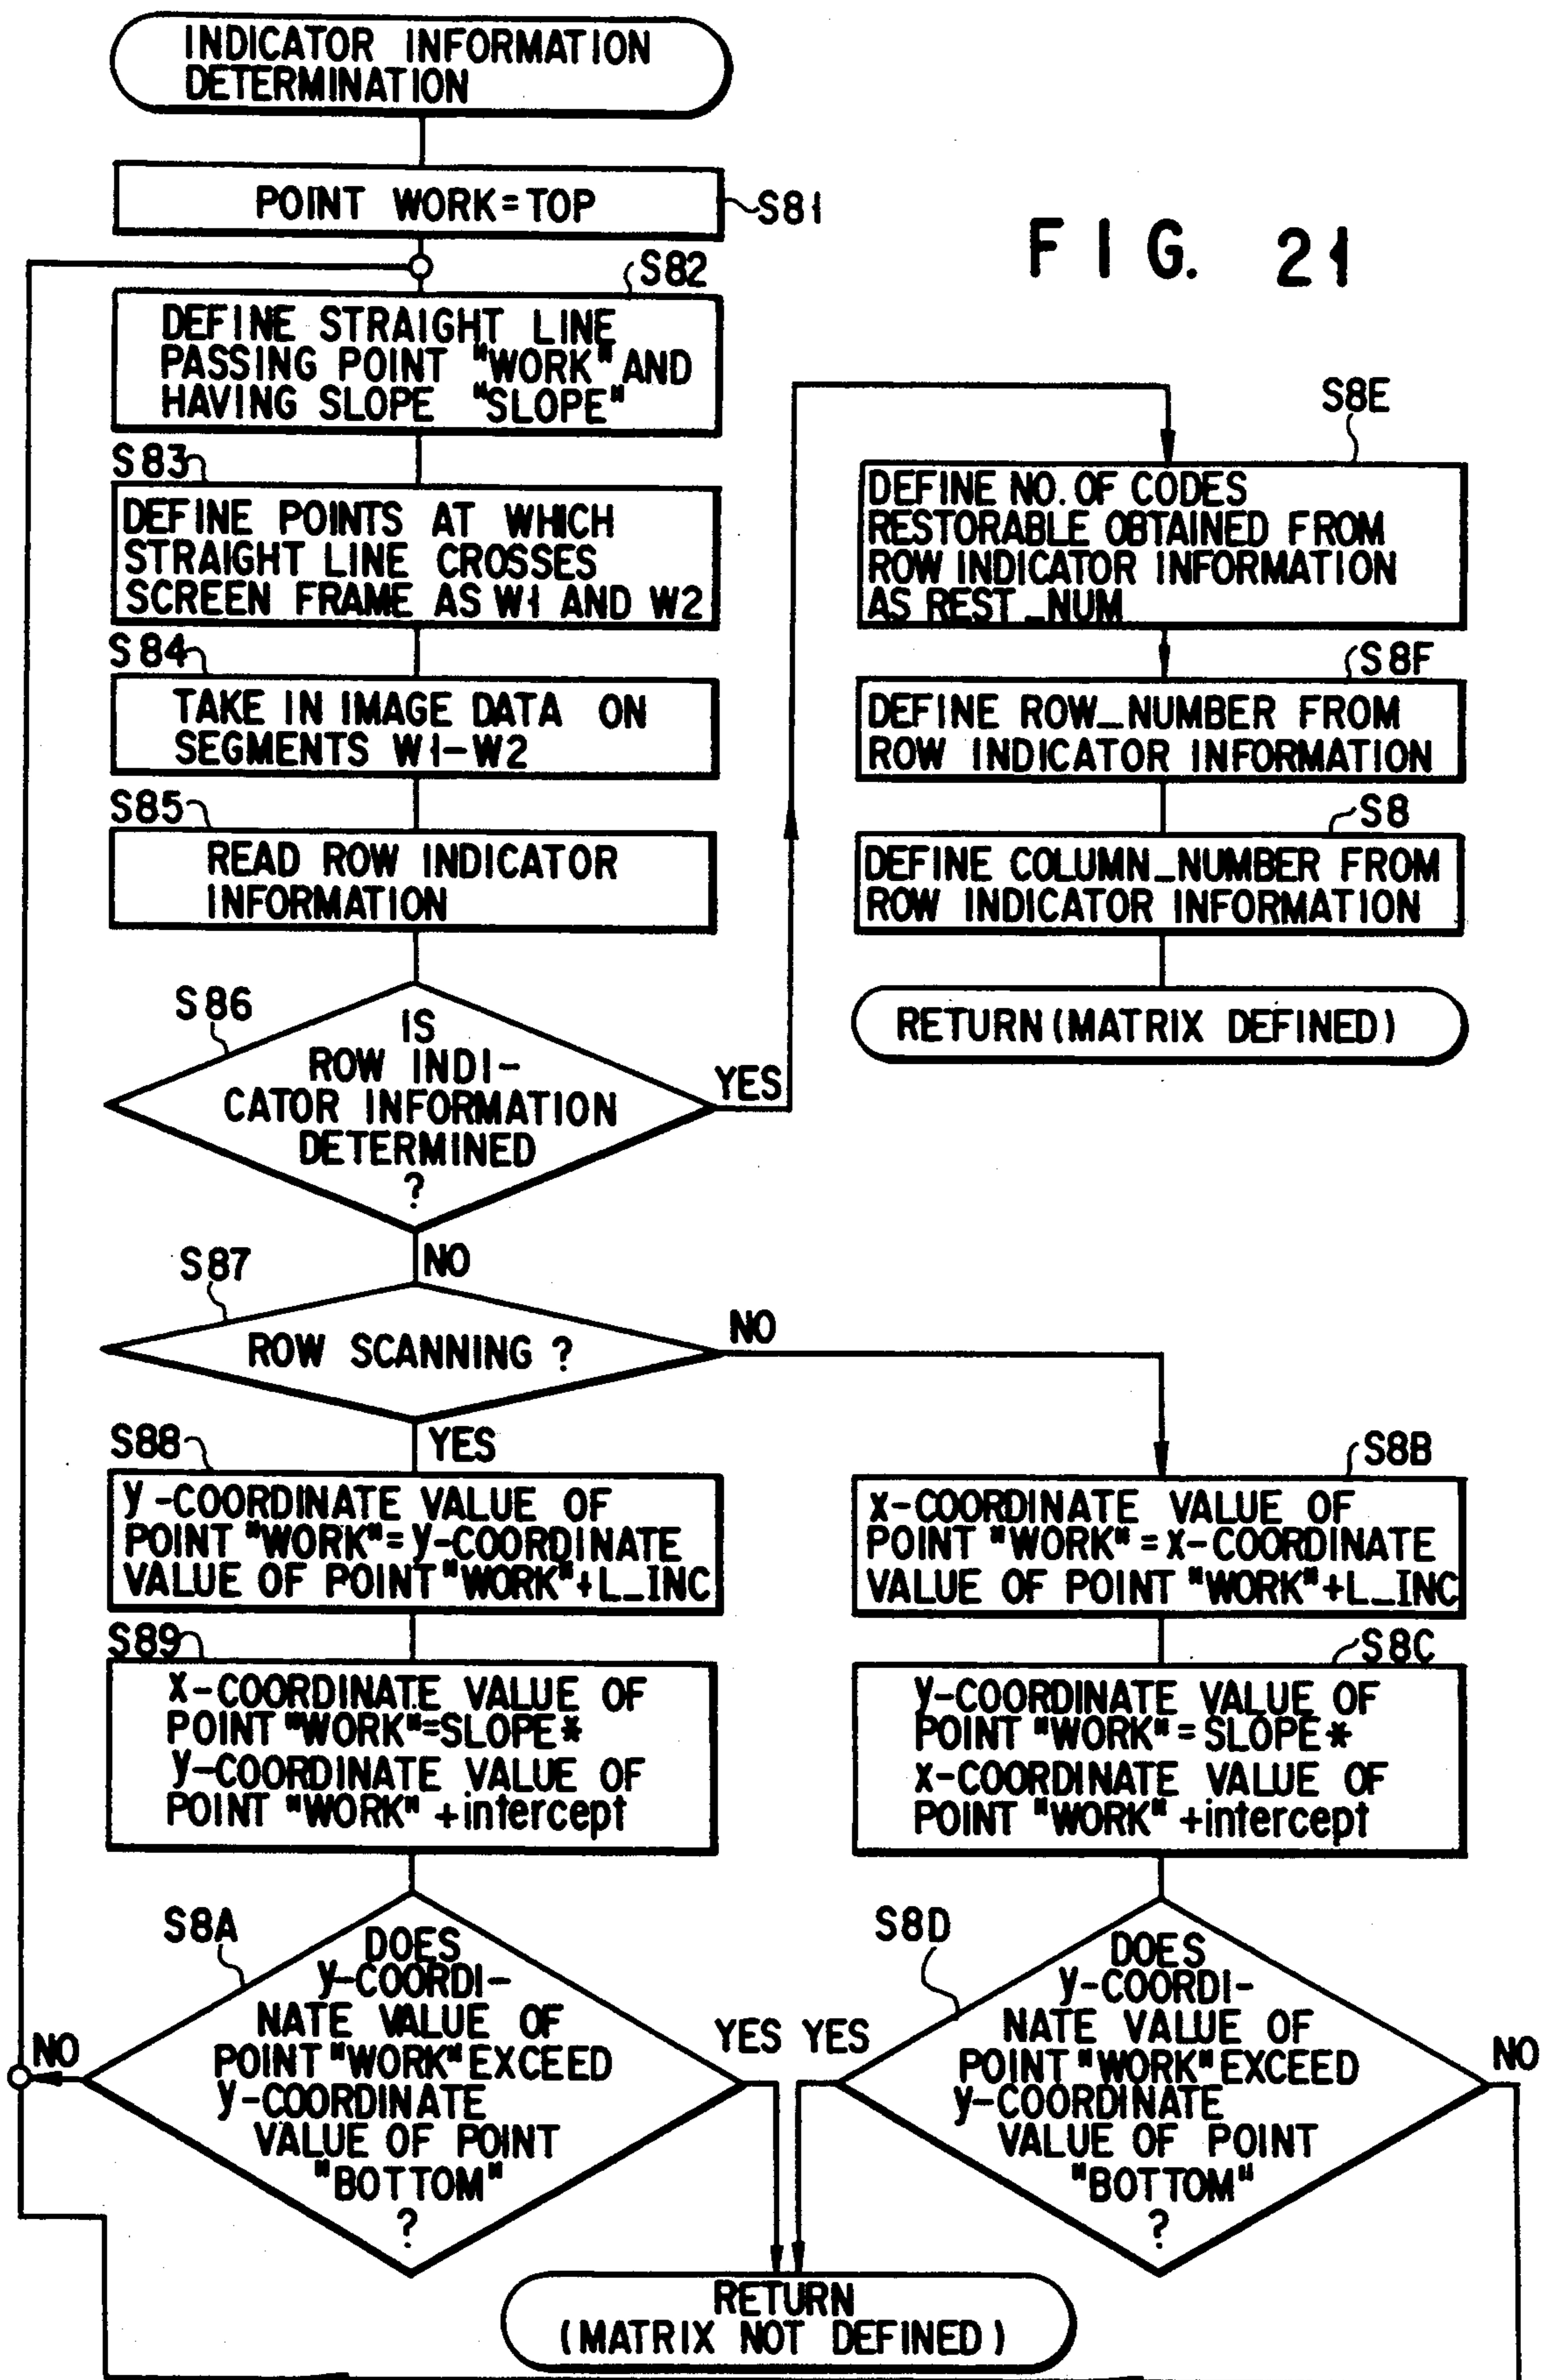 INDICATOR INFORMATION
DETERMINATION
POINT WORK=TOP
S81
FIG. 21
S82
DEFINE STRAIGHT LINE
PASSING POINT "WORK" AND
HAVING SLOPE "SLOPE"
S83
DEFINE POINTS AT WHICH
STRAIGHT LINE CROSSES
SCREEN FRAME AS W1 AND W2
S84
TAKE IN IMAGE DATA ON
SEGMENTS W1-W2
S85
READ ROW INDICATOR
INFORMATION
S86
IS
ROW INDI-
CATOR INFORMATION
DETERMINED
?
YES
NO
S8E
DEFINE NO. OF CODES
RESTORABLE OBTAINED FROM
ROW INDICATOR INFORMATION
AS REST_NUM
S8F
DEFINE ROW_NUMBER FROM
ROW INDICATOR INFORMATION
S8
DEFINE COLUMN_NUMBER FROM
ROW INDICATOR INFORMATION
RETURN (MATRIX DEFINED)
S87
ROW SCANNING ?
NO
YES
S88
y-COORDINATE VALUE OF
POINT "WORK"=y-COORDINATE
VALUE OF POINT "WORK"+L_INC
S89
x-COORDINATE VALUE OF
POINT "WORK"=SLOPE*
y-COORDINATE VALUE OF
POINT "WORK" +intercept
S8A
DOES
y-COORDI-
NATE VALUE OF
POINT "WORK" EXCEED
y-COORDINATE
VALUE OF POINT
"BOTTOM"
?
NO
YES
S8B
x-COORDINATE VALUE OF
POINT "WORK" = x-COORDINATE
VALUE OF POINT "WORK"+L_INC
S8C
y-COORDINATE VALUE OF
POINT "WORK" = SLOPE*
x-COORDINATE VALUE OF
POINT "WORK" +intercept
S8D
DOES
y-COORDI-
NATE VALUE OF
POINT "WORK" EXCEED
y-COORDINATE
VALUE OF POINT
"BOTTOM"
?
YES
NO
RETURN
(MATRIX NOT DEFINED)